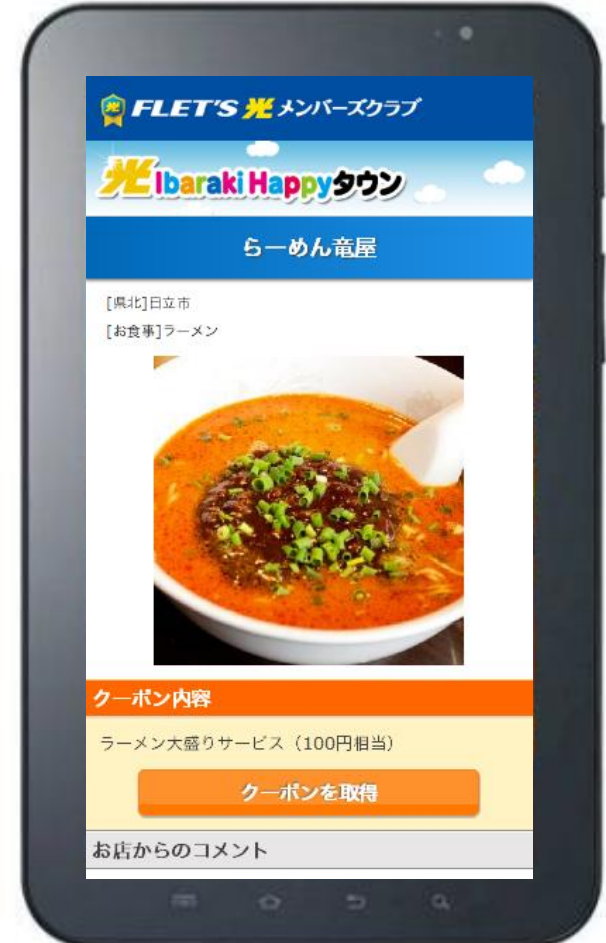 FLET'S 光 メンバーズクラブ
光 Ibaraki Happyタウン
らーめん竜屋
[県北]日立市
[お食事]ラーメン
クーポン内容
ラーメン大盛りサービス（100円相当）
クーポンを取得
お店からのコメント